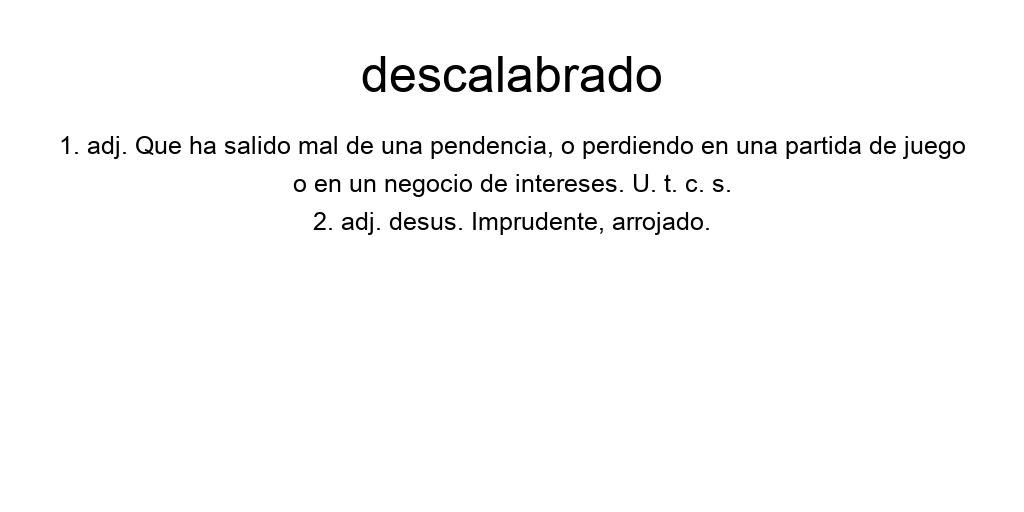 descalabrado
1. adj. Que ha salido mal de una pendencia, o perdiendo en una partida de juego
o en un negocio de intereses. U. t. c. s.
2. adj. desus. Imprudente, arrojado.